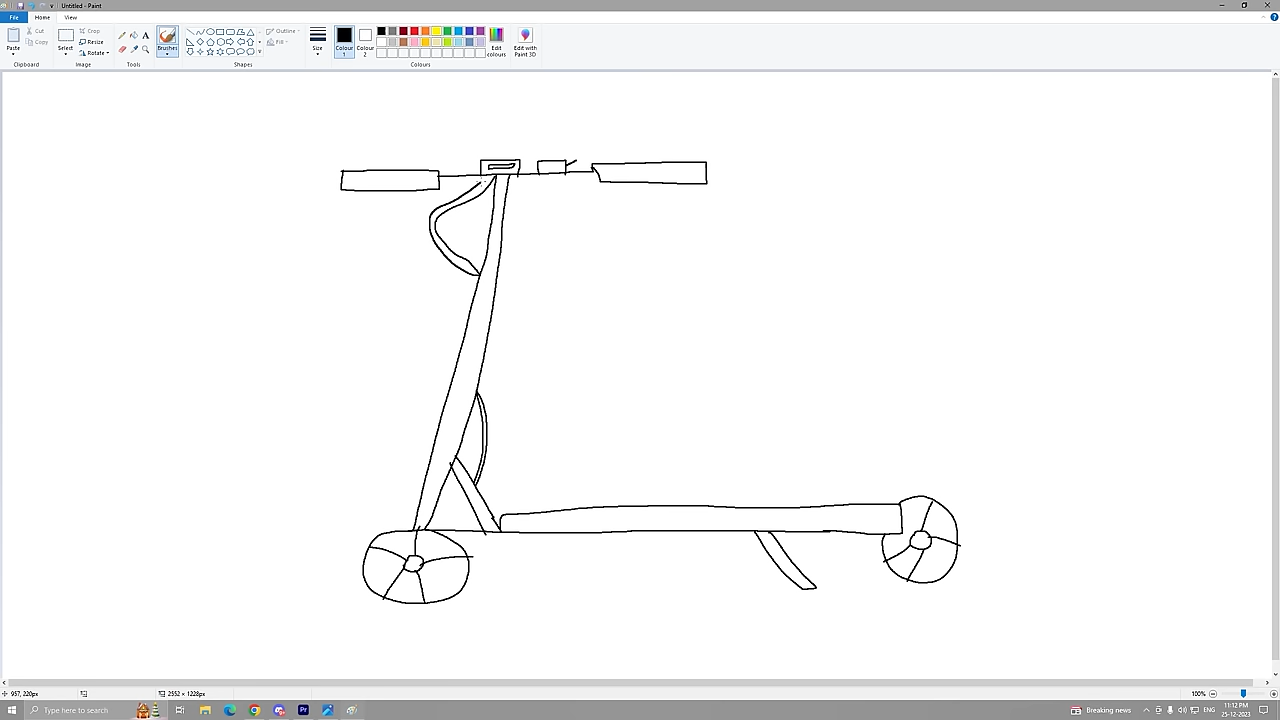 Untitled - Paint
File Home View
Paste
Cut
Copy
Clipboard
Select
Crop
Resize
Rotate
Image
Tools
Brushes
Shapes
Outline
Fill
Size
Colour 1
Colour 2
Colours
Edit colours
Edit with Paint 3D
957, 220px
2552 × 1228px
100%
Type here to search
Breaking news
ENG
11:12 PM
25-12-2023